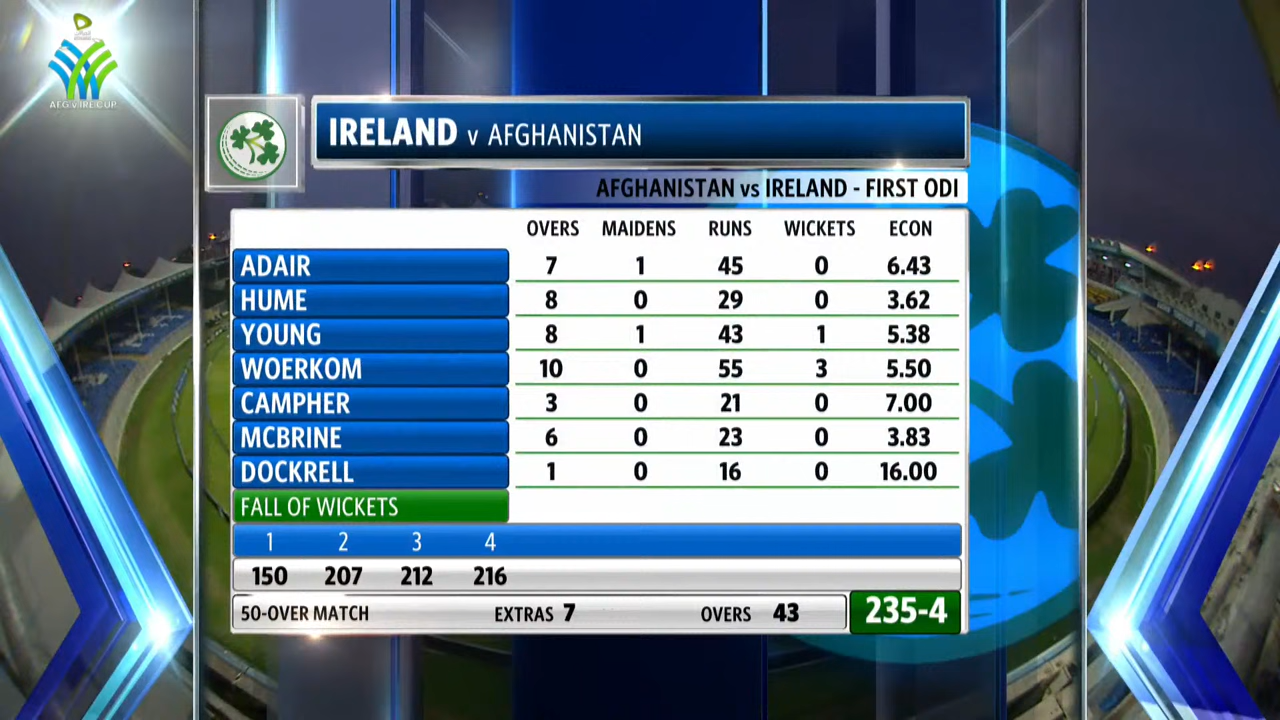 AFG v IRE CUP
IRELAND v AFGHANISTAN
AFGHANISTAN vs IRELAND - FIRST ODI
OVERS MAIDENS RUNS WICKETS ECON
ADAIR 7 1 45 0 6.43
HUME 8 0 29 0 3.62
YOUNG 8 1 43 1 5.38
WOERKOM 10 0 55 3 5.50
CAMPHER 3 0 21 0 7.00
MCBRINE 6 0 23 0 3.83
DOCKRELL 1 0 16 0 16.00
FALL OF WICKETS
1 2 3 4
150 207 212 216
50-OVER MATCH EXTRAS 7 OVERS 43 235-4